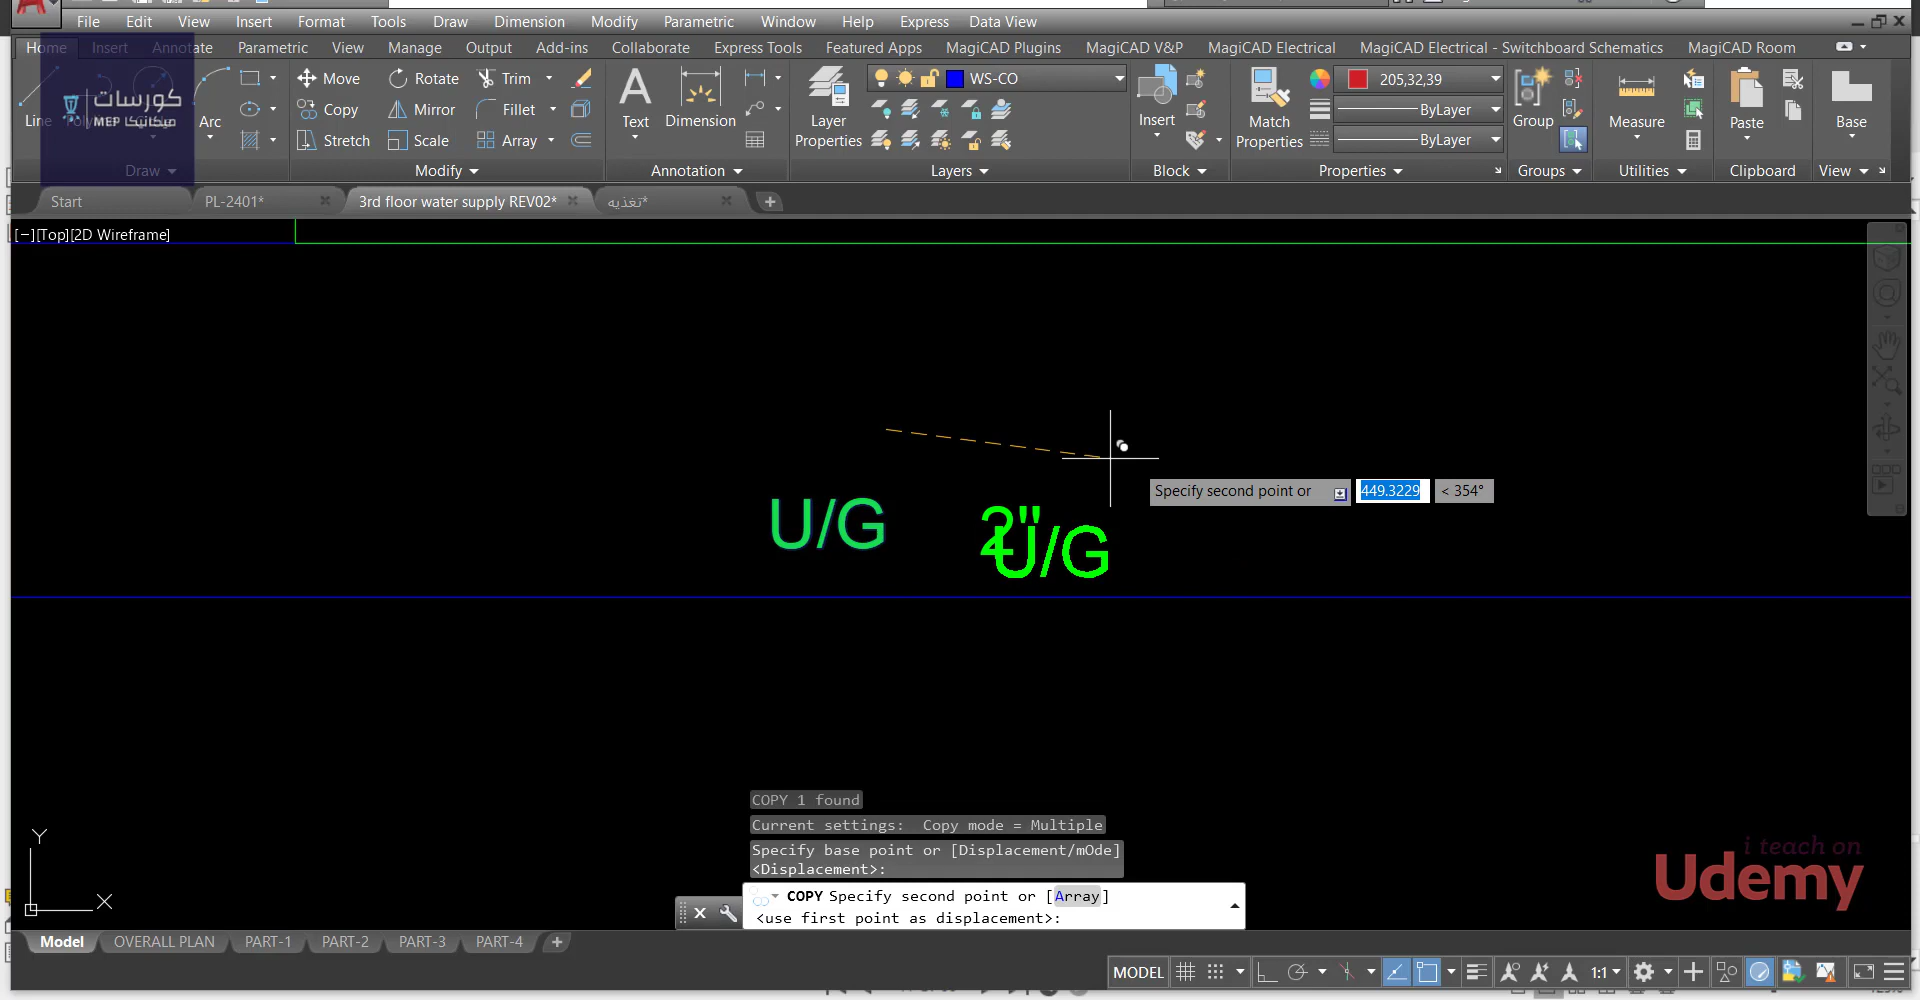 File Edit View Insert Format Tools Draw Dimension Modify Parametric Window Help Express Data View
Home Insert Annotate Parametric View Manage Output Add-ins Collaborate Express Tools Featured Apps MagiCAD Plugins MagiCAD V&P MagiCAD Electrical MagiCAD Electrical - Switchboard Schematics MagiCAD Room
Move Rotate Trim
WS-CO
205,32,39
كورسات
ميكانيكا MEP
Line
Arc
Copy Mirror Fillet
Text Dimension
Layer
Properties
Insert
Match
Properties
ByLayer
Group
Measure
Paste
Base
Stretch Scale Array
ByLayer
Draw Modify Annotation Layers Block Properties Groups Utilities Clipboard View
Start PL-2401* 3rd floor water supply REV02* تغذيه*
[−][Top][2D Wireframe]
Specify second point or 449.3229 < 354°
U/G
2"
U/G
COPY 1 found
Current settings: Copy mode = Multiple
Specify base point or [Displacement/mOde]
<Displacement>:
COPY Specify second point or [Array]
<use first point as displacement>:
Y
X
i teach on
Udemy
Model OVERALL PLAN PART-1 PART-2 PART-3 PART-4
MODEL 1:1